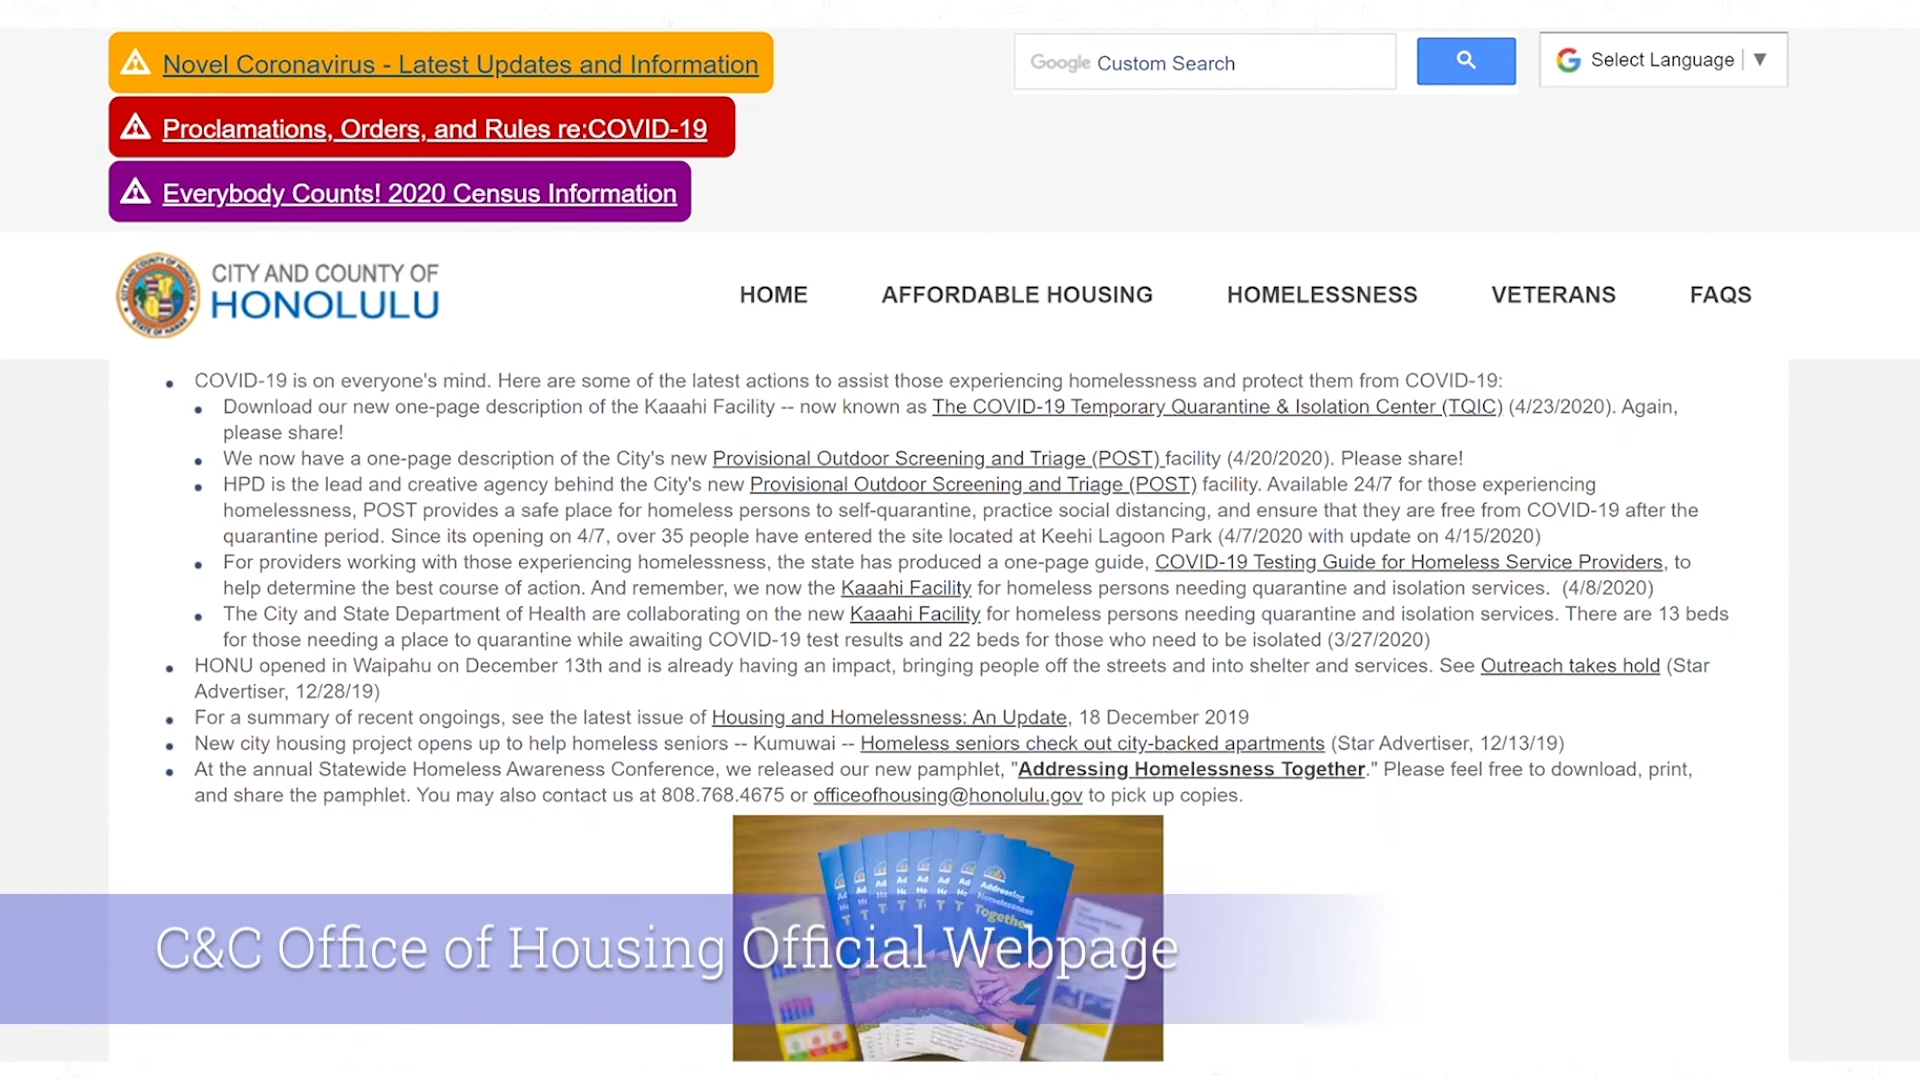 Novel Coronavirus - Latest Updates and Information
Proclamations, Orders, and Rules re:COVID-19
Everybody Counts! 2020 Census Information
Google Custom Search
Select Language
CITY AND COUNTY OF
HONOLULU
HOME AFFORDABLE HOUSING HOMELESSNESS VETERANS FAQS
COVID-19 is on everyone's mind. Here are some of the latest actions to assist those experiencing homelessness and protect them from COVID-19:
Download our new one-page description of the Kaaahi Facility -- now known as The COVID-19 Temporary Quarantine & Isolation Center (TQIC) (4/23/2020). Again,
please share!
We now have a one-page description of the City's new Provisional Outdoor Screening and Triage (POST) facility (4/20/2020). Please share!
HPD is the lead and creative agency behind the City's new Provisional Outdoor Screening and Triage (POST) facility. Available 24/7 for those experiencing
homelessness, POST provides a safe place for homeless persons to self-quarantine, practice social distancing, and ensure that they are free from COVID-19 after the
quarantine period. Since its opening on 4/7, over 35 people have entered the site located at Keehi Lagoon Park (4/7/2020 with update on 4/15/2020)
For providers working with those experiencing homelessness, the state has produced a one-page guide, COVID-19 Testing Guide for Homeless Service Providers, to
help determine the best course of action. And remember, we now the Kaaahi Facility for homeless persons needing quarantine and isolation services. (4/8/2020)
The City and State Department of Health are collaborating on the new Kaaahi Facility for homeless persons needing quarantine and isolation services. There are 13 beds
for those needing a place to quarantine while awaiting COVID-19 test results and 22 beds for those who need to be isolated (3/27/2020)
HONU opened in Waipahu on December 13th and is already having an impact, bringing people off the streets and into shelter and services. See Outreach takes hold (Star
Advertiser, 12/28/19)
For a summary of recent ongoings, see the latest issue of Housing and Homelessness: An Update, 18 December 2019
New city housing project opens up to help homeless seniors -- Kumuwai -- Homeless seniors check out city-backed apartments (Star Advertiser, 12/13/19)
At the annual Statewide Homeless Awareness Conference, we released our new pamphlet, "Addressing Homelessness Together." Please feel free to download, print,
and share the pamphlet. You may also contact us at 808.768.4675 or officeofhousing@honolulu.gov to pick up copies.
Addressing
Homelessness
Together
C&C Office of Housing Official Webpage